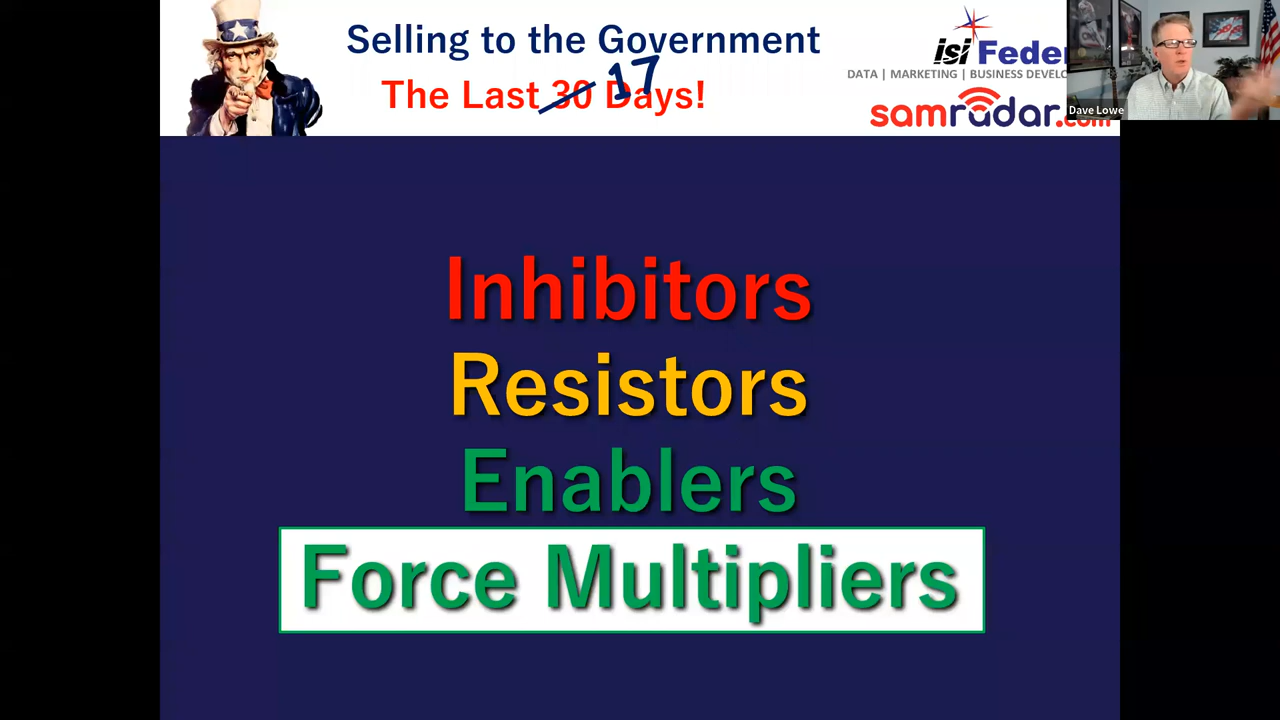 Selling to the Government
The Last 30 17 Days!
isi Feder
DATA | MARKETING | BUSINESS DEVELO
samradar.com
Dave Lowe
Inhibitors
Resistors
Enablers
Force Multipliers